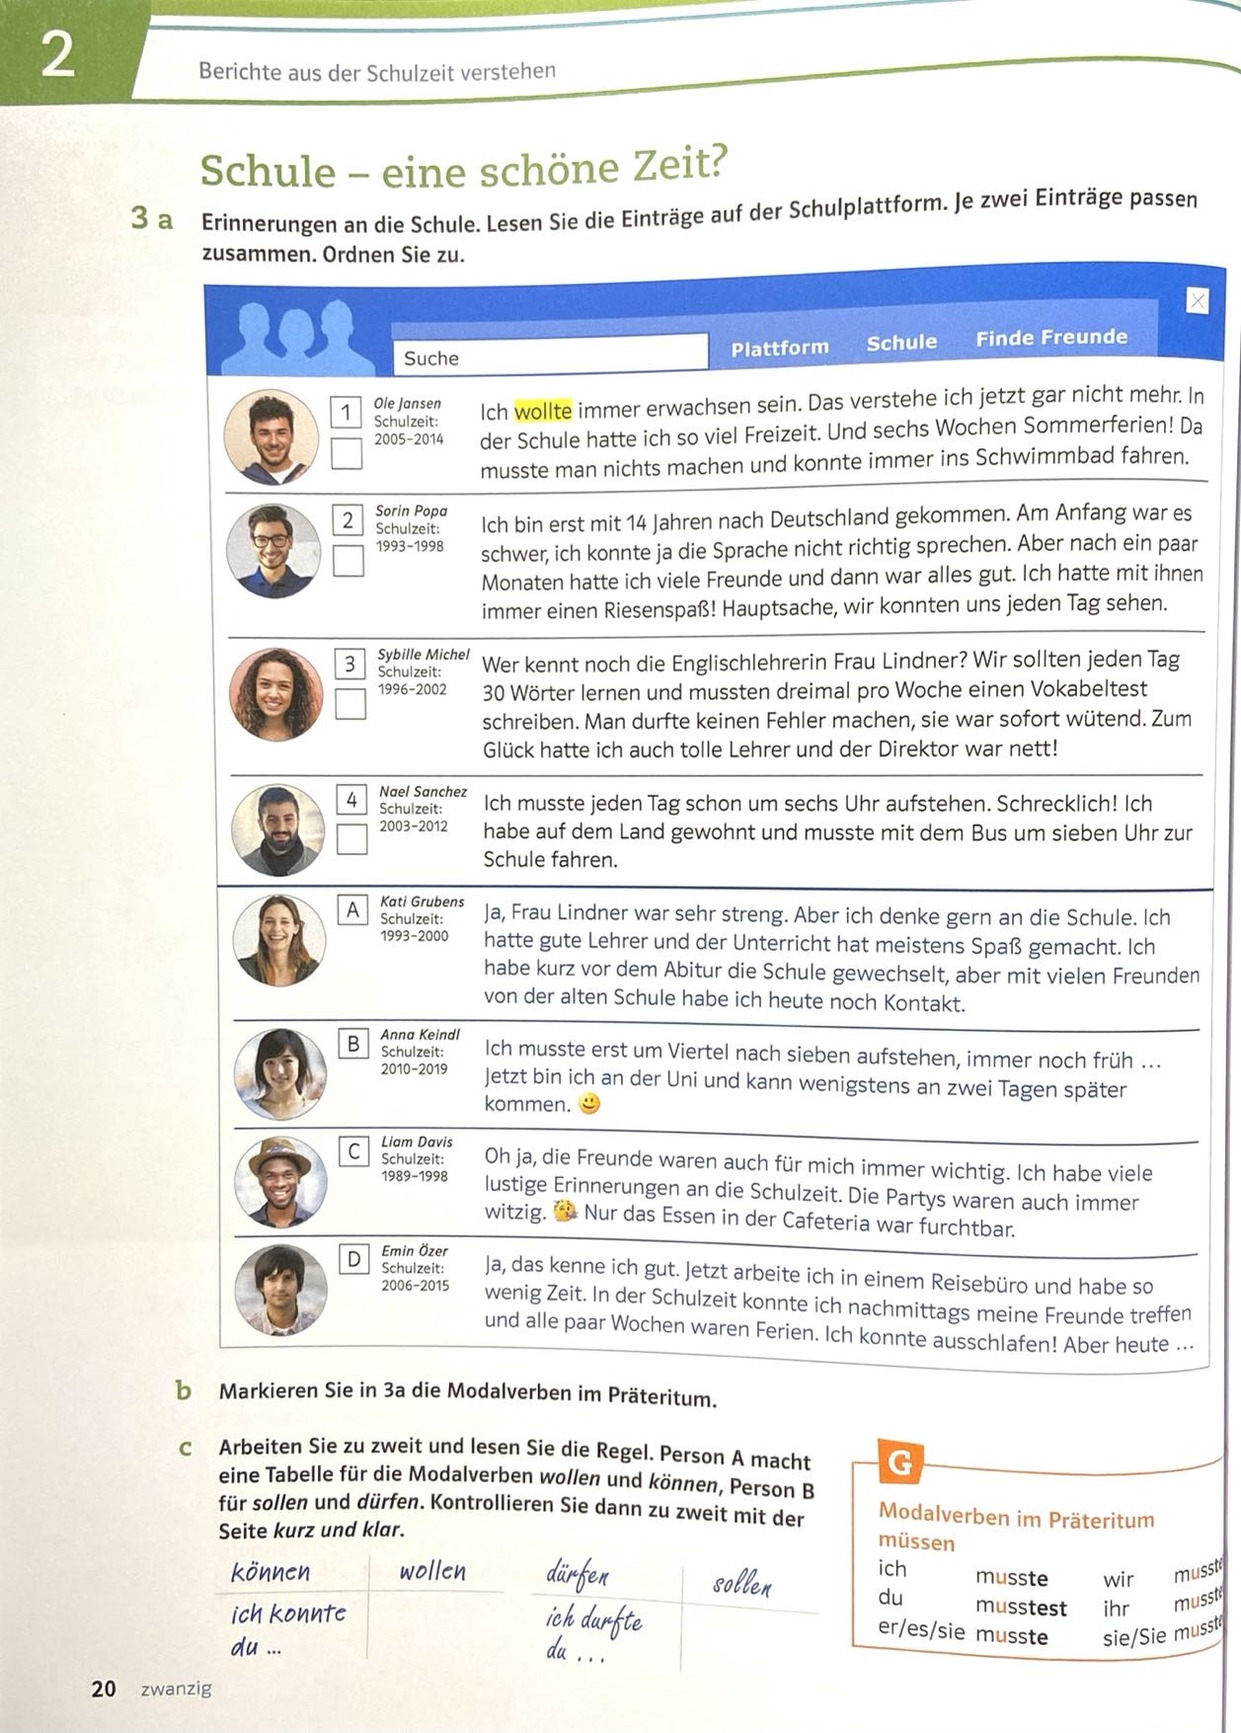 2
Berichte aus der Schulzeit verstehen
Schule – eine schöne Zeit?
3 a Erinnerungen an die Schule. Lesen Sie die Einträge auf der Schulplattform. Je zwei Einträge passen
zusammen. Ordnen Sie zu.
Suche Plattform Schule Finde Freunde
1
Ole Jansen
Schulzeit:
2005–2014
Ich wollte immer erwachsen sein. Das verstehe ich jetzt gar nicht mehr. In
der Schule hatte ich so viel Freizeit. Und sechs Wochen Sommerferien! Da
musste man nichts machen und konnte immer ins Schwimmbad fahren.
2
Sorin Popa
Schulzeit:
1993–1998
Ich bin erst mit 14 Jahren nach Deutschland gekommen. Am Anfang war es
schwer, ich konnte ja die Sprache nicht richtig sprechen. Aber nach ein paar
Monaten hatte ich viele Freunde und dann war alles gut. Ich hatte mit ihnen
immer einen Riesenspaß! Hauptsache, wir konnten uns jeden Tag sehen.
3
Sybille Michel
Schulzeit:
1996–2002
Wer kennt noch die Englischlehrerin Frau Lindner? Wir sollten jeden Tag
30 Wörter lernen und mussten dreimal pro Woche einen Vokabeltest
schreiben. Man durfte keinen Fehler machen, sie war sofort wütend. Zum
Glück hatte ich auch tolle Lehrer und der Direktor war nett!
4
Nael Sanchez
Schulzeit:
2003–2012
Ich musste jeden Tag schon um sechs Uhr aufstehen. Schrecklich! Ich
habe auf dem Land gewohnt und musste mit dem Bus um sieben Uhr zur
Schule fahren.
A
Kati Grubens
Schulzeit:
1993–2000
Ja, Frau Lindner war sehr streng. Aber ich denke gern an die Schule. Ich
hatte gute Lehrer und der Unterricht hat meistens Spaß gemacht. Ich
habe kurz vor dem Abitur die Schule gewechselt, aber mit vielen Freunden
von der alten Schule habe ich heute noch Kontakt.
B
Anna Keindl
Schulzeit:
2010–2019
Ich musste erst um Viertel nach sieben aufstehen, immer noch früh ...
Jetzt bin ich an der Uni und kann wenigstens an zwei Tagen später
kommen.
C
Liam Davis
Schulzeit:
1989–1998
Oh ja, die Freunde waren auch für mich immer wichtig. Ich habe viele
lustige Erinnerungen an die Schulzeit. Die Partys waren auch immer
witzig. Nur das Essen in der Cafeteria war furchtbar.
D
Emin Özer
Schulzeit:
2006–2015
Ja, das kenne ich gut. Jetzt arbeite ich in einem Reisebüro und habe so
wenig Zeit. In der Schulzeit konnte ich nachmittags meine Freunde treffen
und alle paar Wochen waren Ferien. Ich konnte ausschlafen! Aber heute ...
b Markieren Sie in 3a die Modalverben im Präteritum.
c Arbeiten Sie zu zweit und lesen Sie die Regel. Person A macht
eine Tabelle für die Modalverben wollen und können, Person B
für sollen und dürfen. Kontrollieren Sie dann zu zweit mit der
Seite kurz und klar.
können wollen dürfen sollen
ich konnte ich durfte
du ... du ...
G
Modalverben im Präteritum
müssen
ich musste wir
du musstest ihr
er/es/sie musste sie/Sie
20 zwanzig